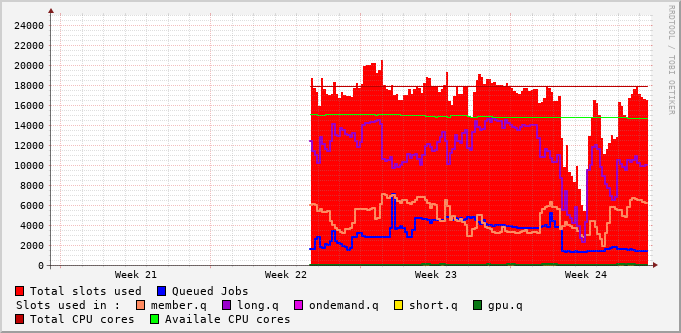 RRDTOOL / TOBI OETIKER
24000
22000
20000
18000
16000
14000
12000
10000
8000
6000
4000
2000
0
Week 21 Week 22 Week 23 Week 24
Total slots used Queued Jobs
Slots used in : member.q long.q ondemand.q short.q gpu.q
Total CPU cores Availale CPU cores